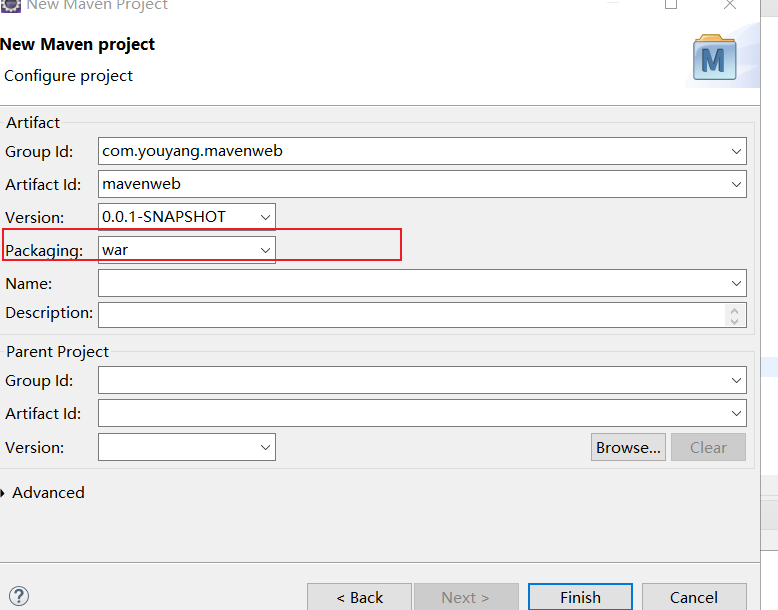 New Maven Project
New Maven project
Configure project
M
Artifact
Group Id: com.youyang.mavenweb
Artifact Id: mavenweb
Version: 0.0.1-SNAPSHOT
Packaging: war
Name:
Description:
Parent Project
Group Id:
Artifact Id:
Version: Browse... Clear
Advanced
? < Back Next > Finish Cancel